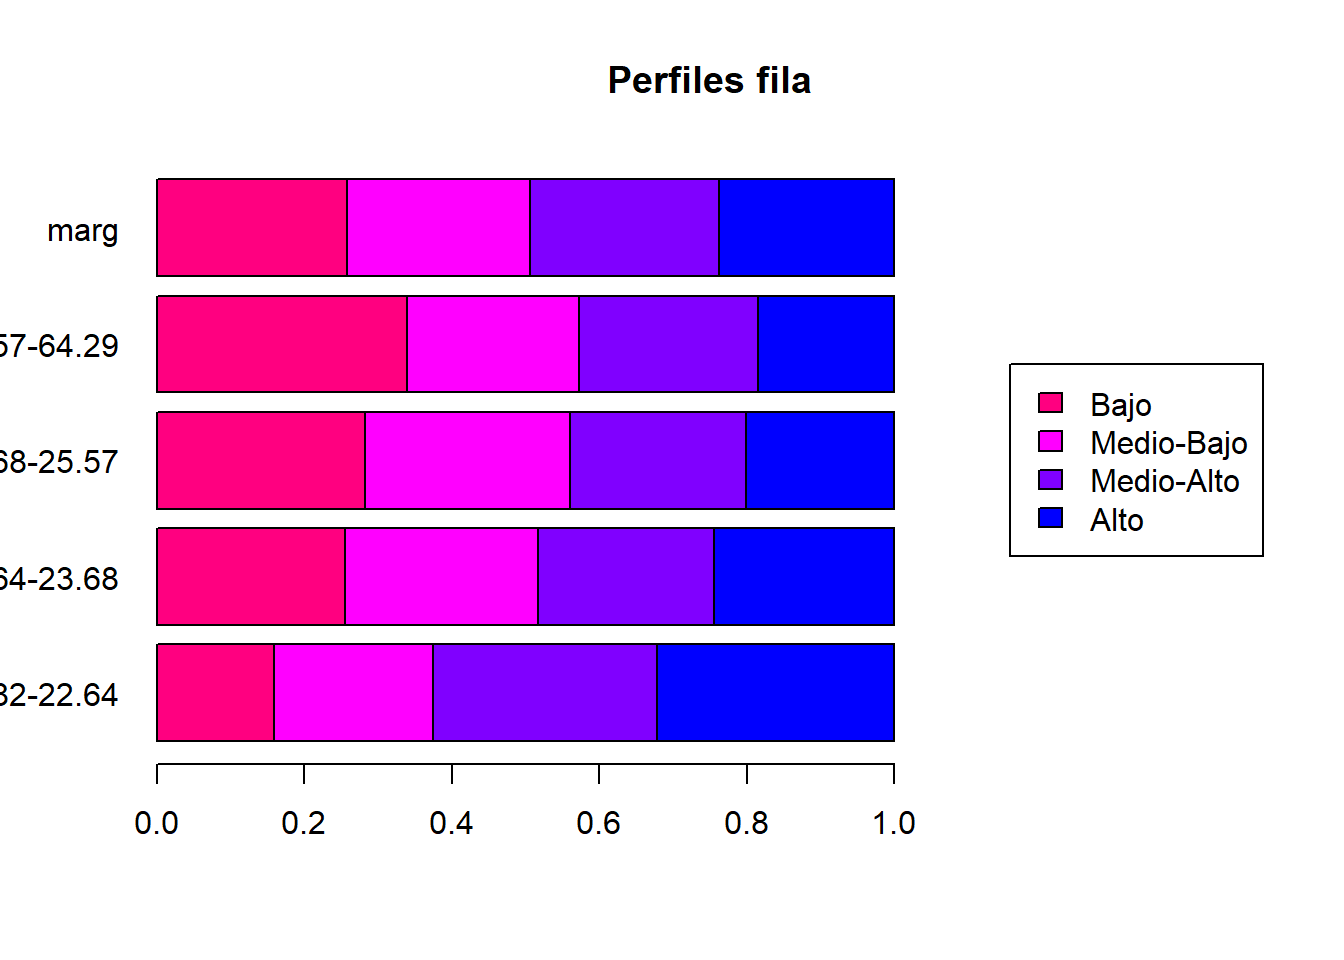 Perfiles fila
marg
57-64.29
68-25.57
64-23.68
82-22.64
0.0 0.2 0.4 0.6 0.8 1.0
Bajo
Medio-Bajo
Medio-Alto
Alto